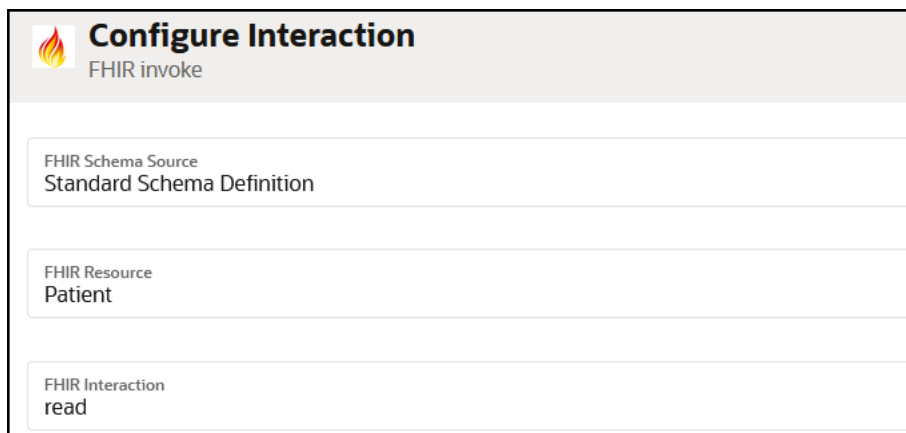 Configure Interaction
FHIR invoke
FHIR Schema Source
Standard Schema Definition
FHIR Resource
Patient
FHIR Interaction
read